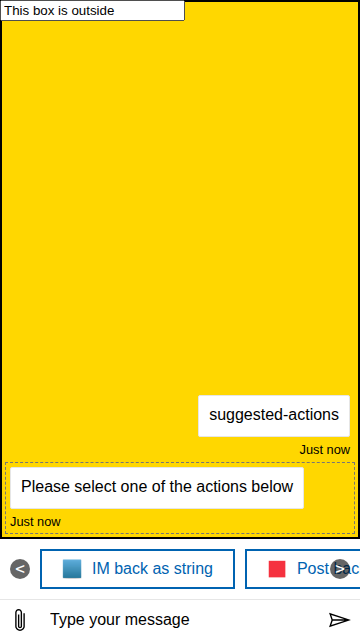 This box is outside
suggested-actions
Just now
Please select one of the actions below
Just now
< IM back as string Post bac >
Type your message